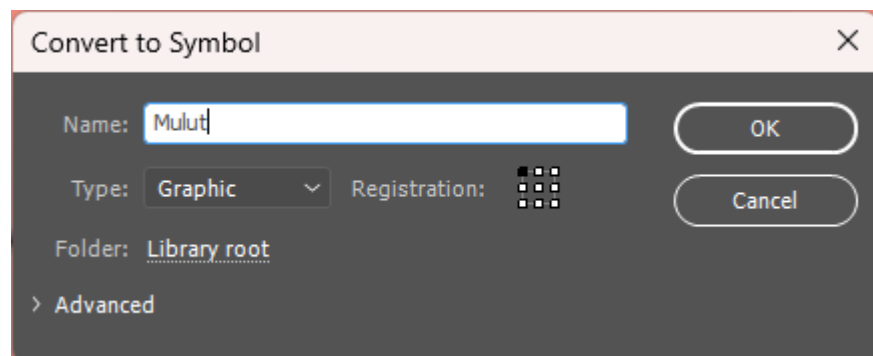 Convert to Symbol
Name: Mulut
OK
Type: Graphic Registration:
Cancel
Folder: Library root
Advanced